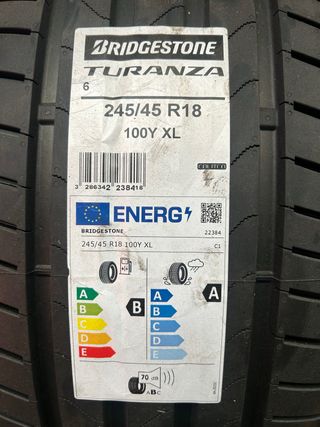 BRIDGESTONE
TURANZA
6
245/45 R18
100Y XL
3 286342 238418
ENERG
BRIDGESTONE
22384
245/45 R18 100Y XL
C1
A
B
C
D
E
B
A
B
C
D
E
A
70 dB
ABC